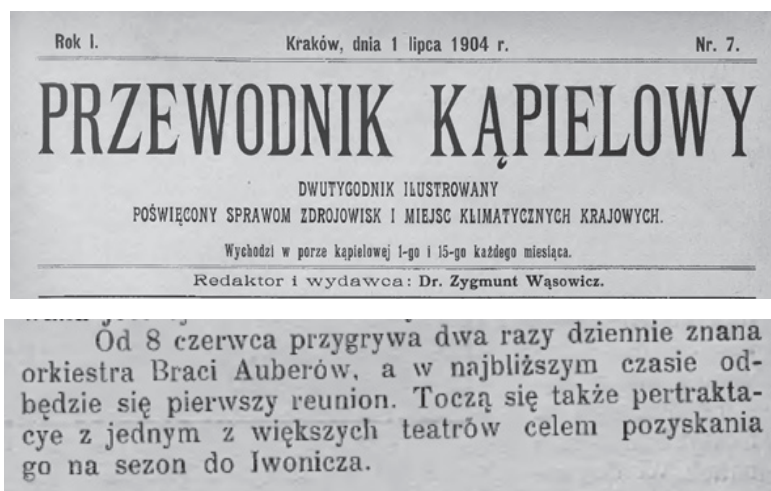 Rok I.
Kraków, dnia 1 lipca 1904 r.
Nr. 7.
PRZEWODNIK KĄPIELOWY
DWUTYGODNIK ILUSTROWANY
POŚWIĘCONY SPRAWOM ZDROJOWISK I MIEJSC KLIMATYCZNYCH KRAJOWYCH.
Wychodzi w porze kąpielowej 1-go i 15-go każdego miesiąca.
Redaktor i wydawca: Dr. Zygmunt Wąsowicz.
Od 8 czerwca przygrywa dwa razy dziennie znana
orkiestra Braci Auberów, a w najbliższym czasie od-
będzie się pierwszy reunion. Toczą się także pertrakta-
cye z jednym z większych teatrów celem pozyskania
go na sezon do Iwonicza.